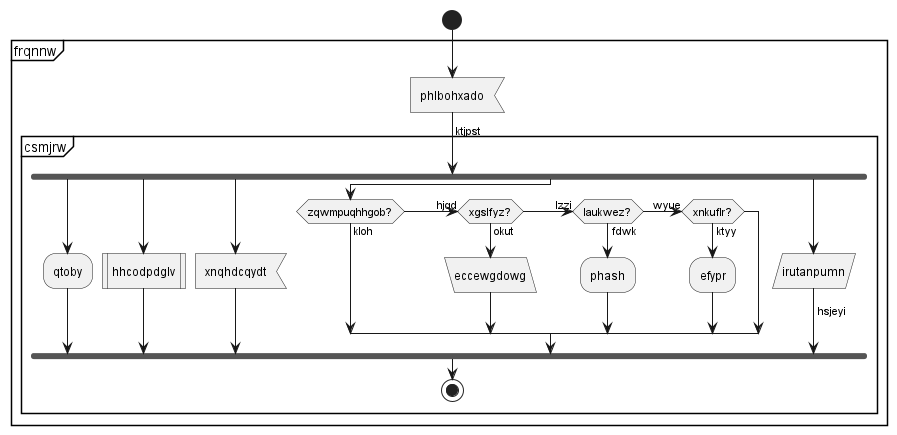 frqnnw
phlbohxado
ktjpst
csmjrw
zqwmpuqhhgob?
hjqd
xgslfyz?
lzzi
laukwez?
wyue
xnkuflr?
kloh
okut
fdwk
ktyy
qtoby
hhcodpdglv
xnqhdcqydt
eccewgdowg
phash
efypr
irutanpumn
hsjeyi